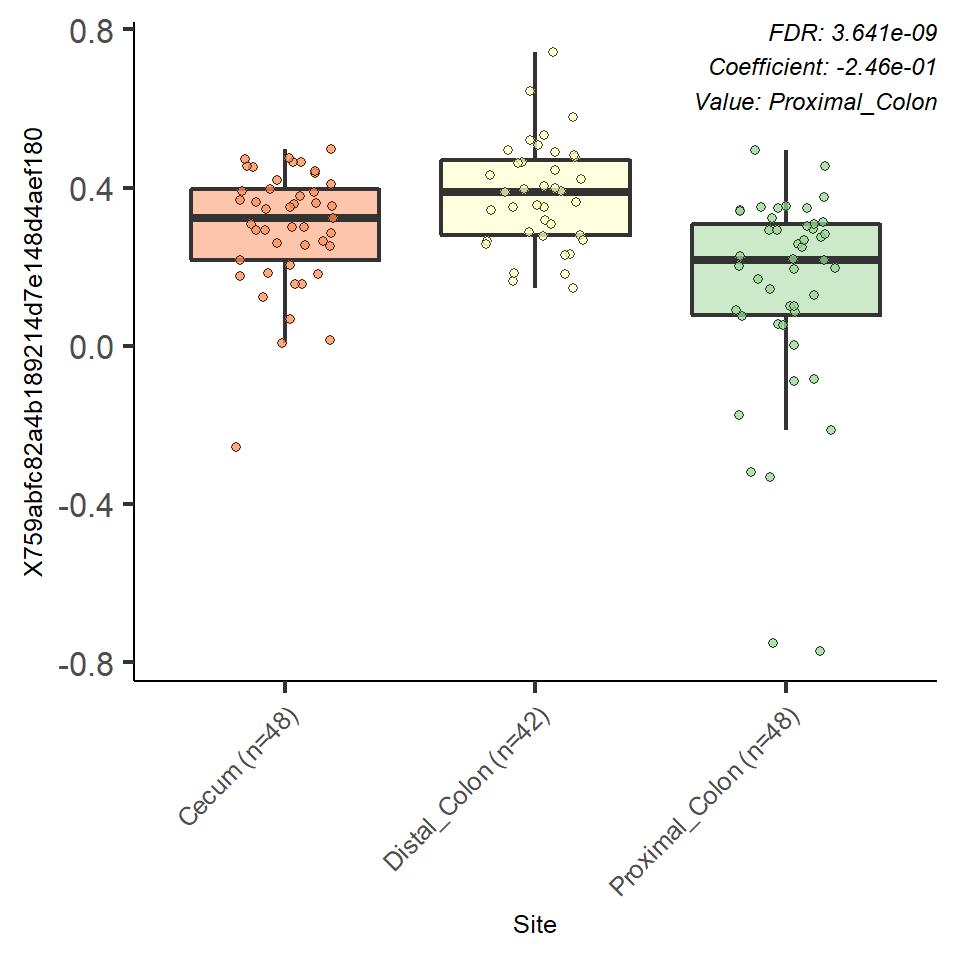 FDR: 3.641e-09
Coefficient: -2.46e-01
Value: Proximal_Colon
0.8
0.4
0.0
-0.4
-0.8
X759abfc82a4b189214d7e148d4aef180
Cecum (n=48)
Distal_Colon (n=42)
Proximal_Colon (n=48)
Site